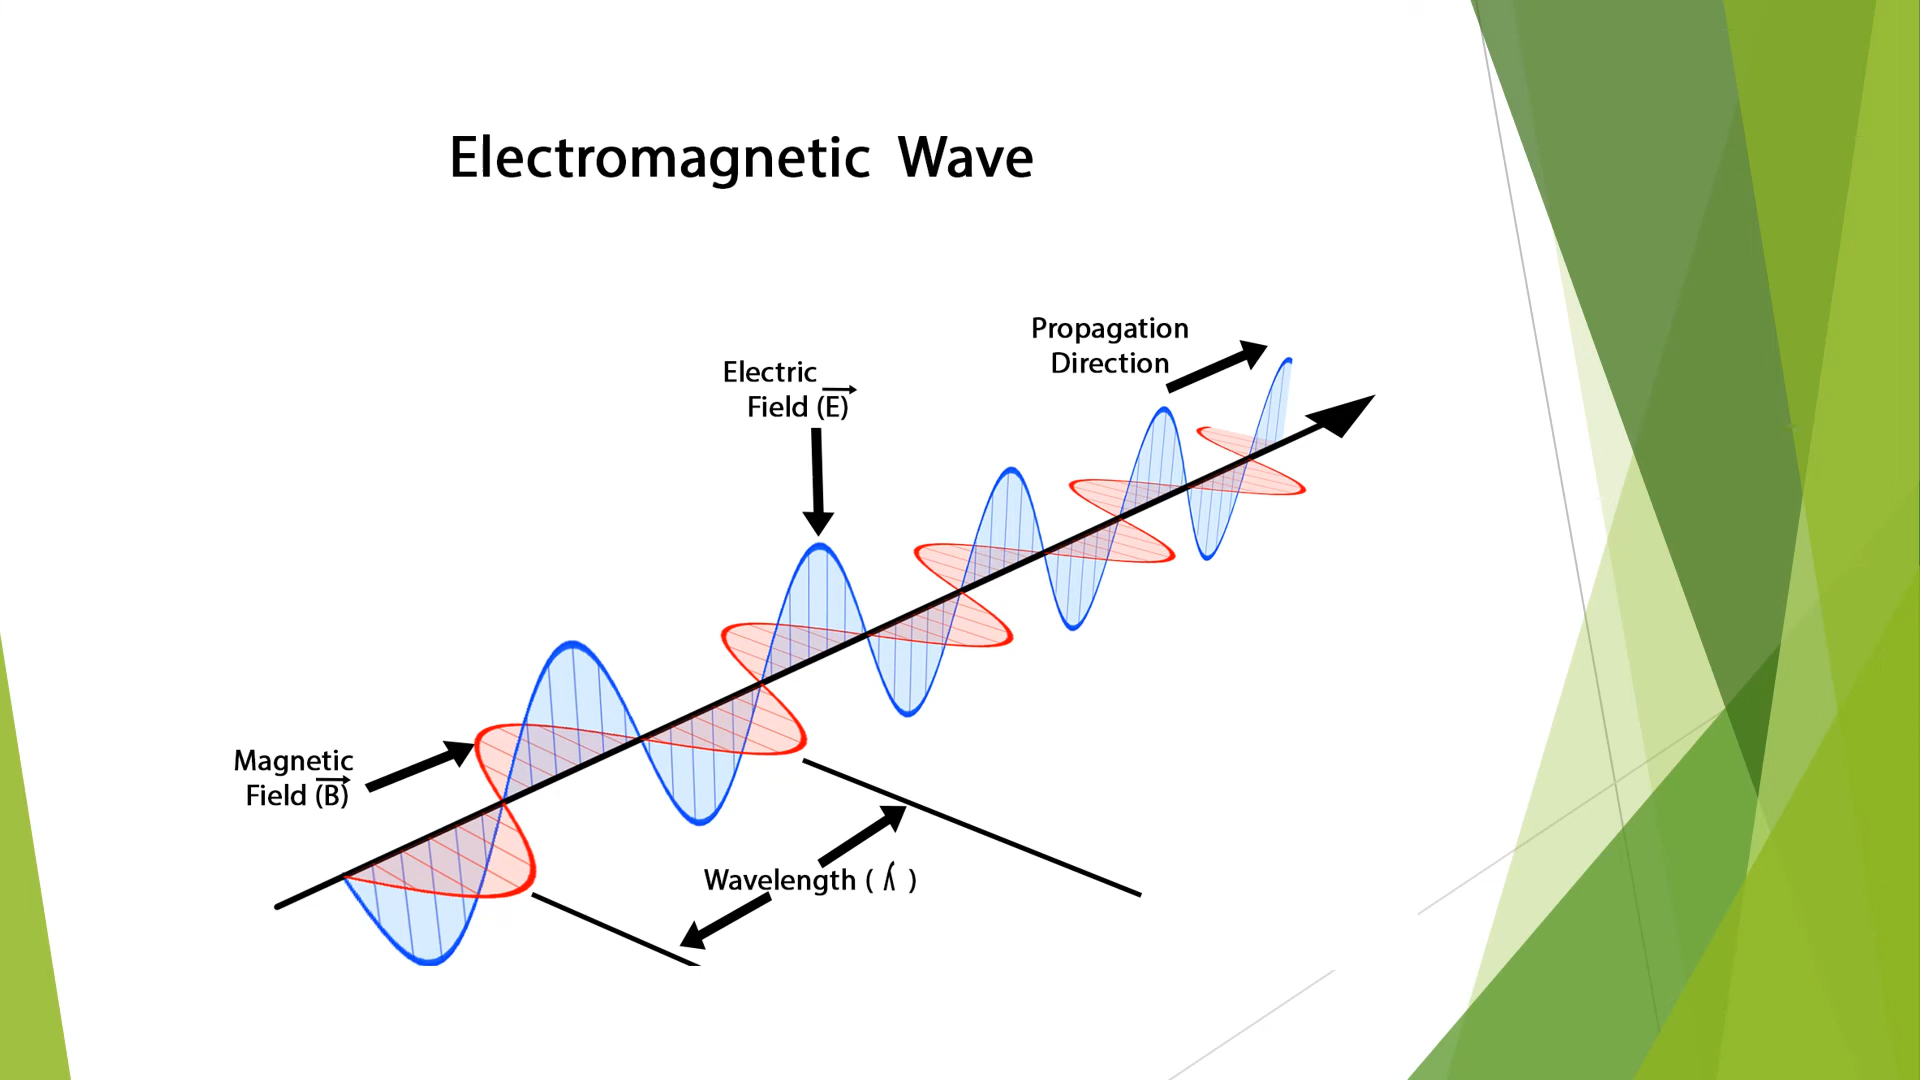 Electromagnetic Wave
Propagation
Direction
Electric
Field (E)
Magnetic
Field (B)
Wavelength ( λ )